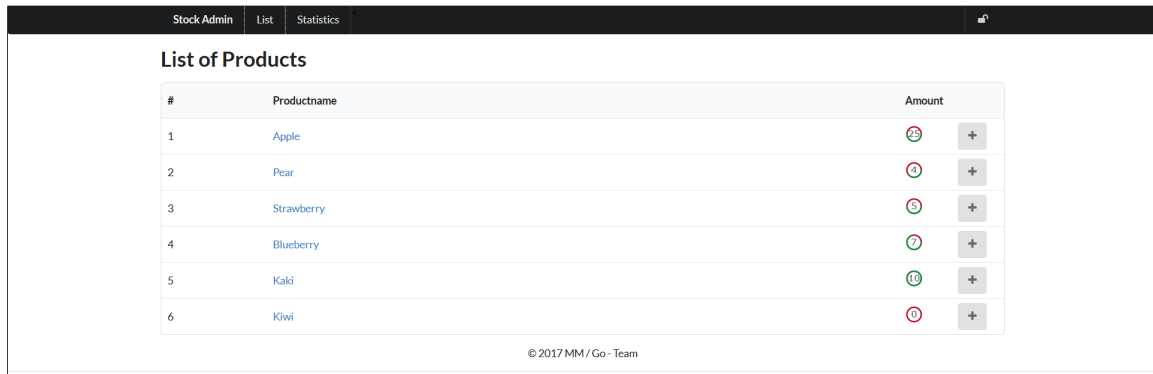 Stock Admin List Statistics <
List of Products
# Productname Amount
1 Apple 25 +
2 Pear 4 +
3 Strawberry 5 +
4 Blueberry 7 +
5 Kaki 10 +
6 Kiwi 0 +
© 2017 MM / Go - Team